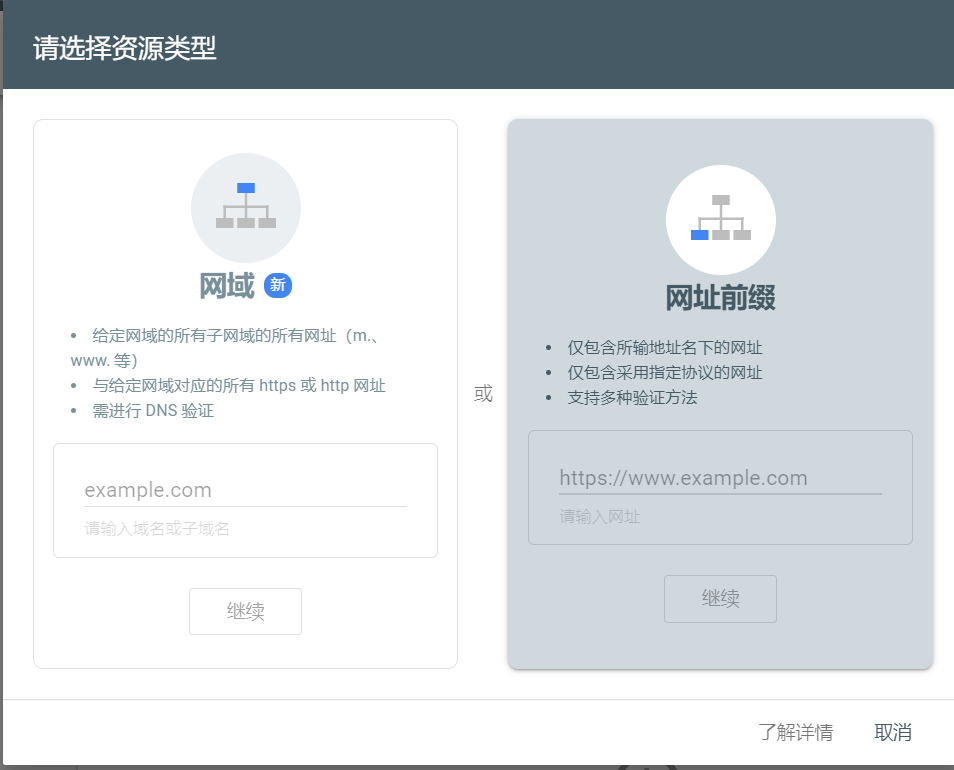 请选择资源类型
网域 新
• 给定网域的所有子网域的所有网址（m.、
www. 等）
• 与给定网域对应的所有 https 或 http 网址
• 需进行 DNS 验证
example.com
请输入域名或子域名
继续
或
网址前缀
• 仅包含所输地址名下的网址
• 仅包含采用指定协议的网址
• 支持多种验证方法
https://www.example.com
请输入网址
继续
了解详情
取消